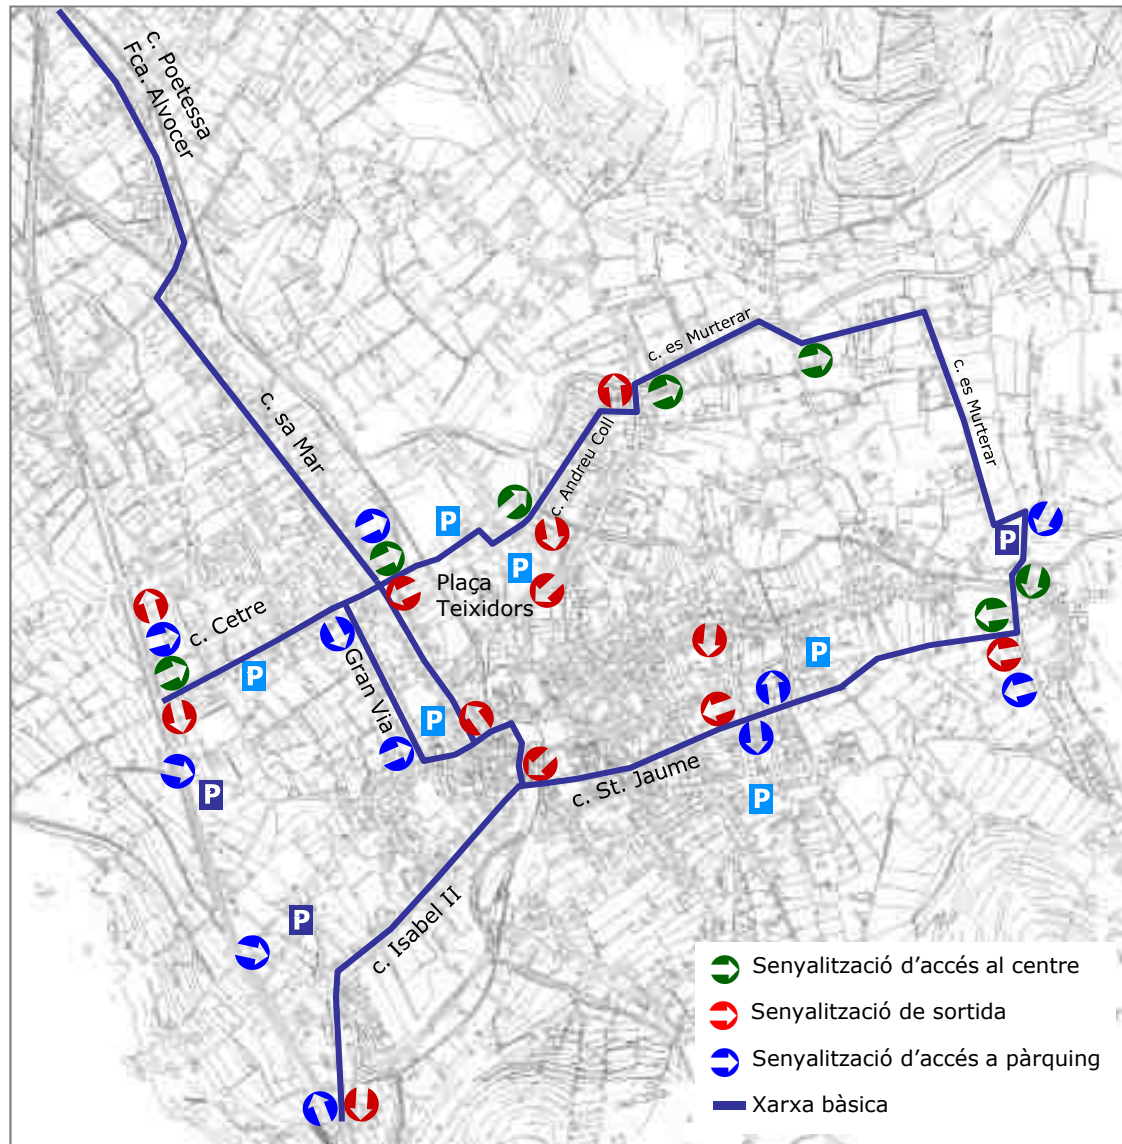 c. Poetessa
Fca. Alvocer
c. es Murterar
c. es Murterar
c. sa Mar
c. Andreu Coll
P
P
P
Plaça
Teixidors
c. Cetre
P
P
Gran Via
P
P
c. St. Jaume
P
P
c. Isabel II
Senyalització d’accés al centre
Senyalització de sortida
Senyalització d’accés a pàrquing
Xarxa bàsica